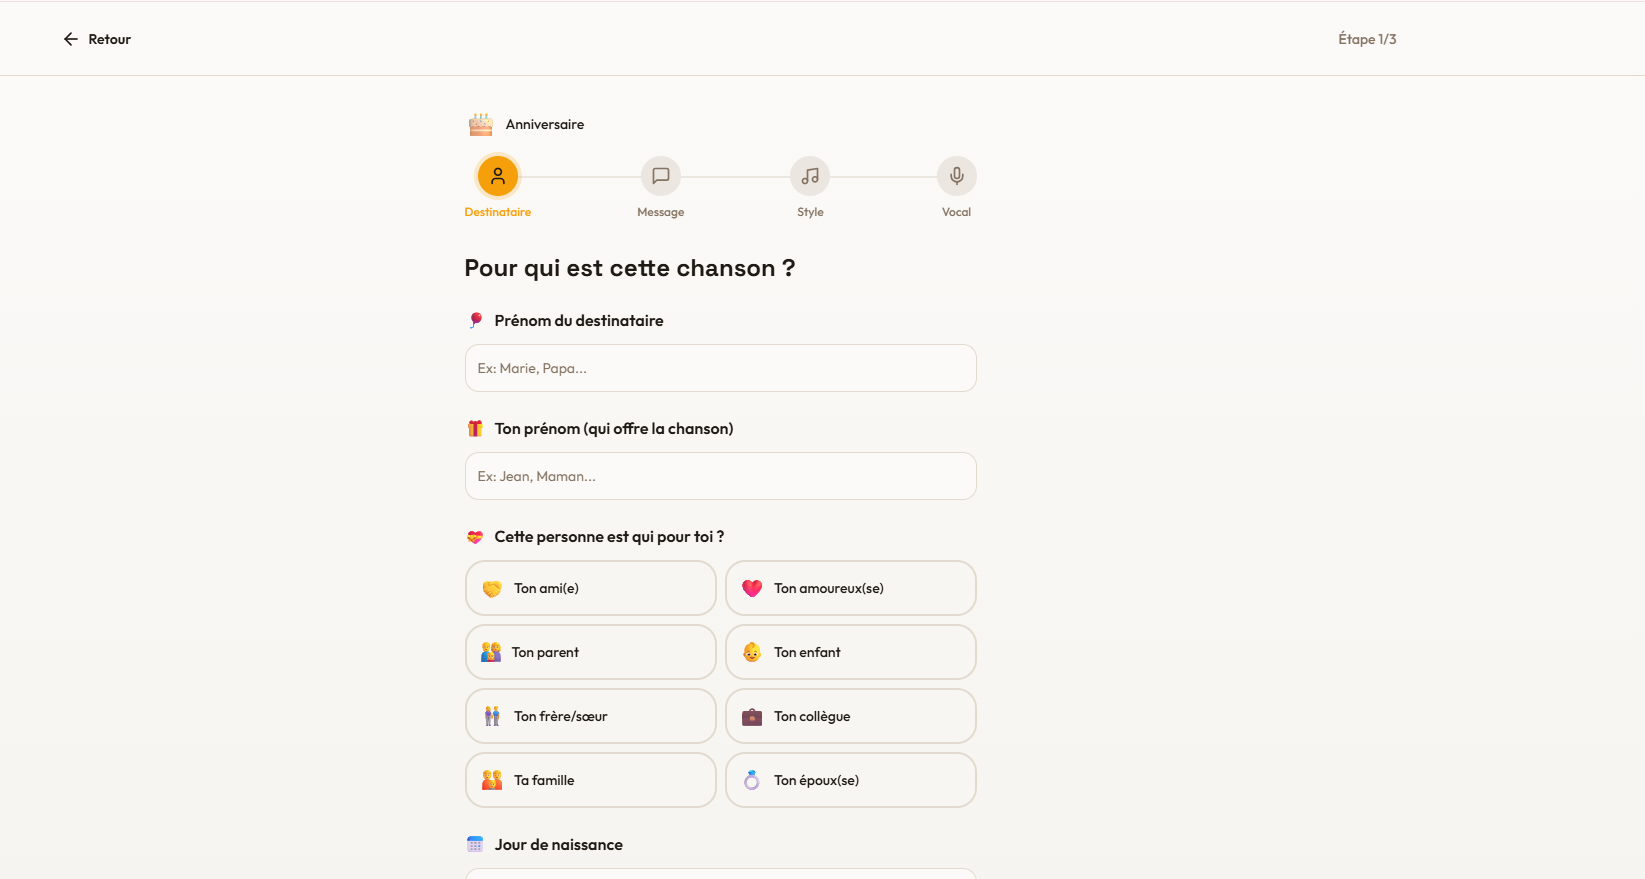 Retour
Étape 1/3
Anniversaire
Destinataire
Message
Style
Vocal
Pour qui est cette chanson ?
Prénom du destinataire
Ex: Marie, Papa...
Ton prénom (qui offre la chanson)
Ex: Jean, Maman...
Cette personne est qui pour toi ?
Ton ami(e)
Ton amoureux(se)
Ton parent
Ton enfant
Ton frère/sœur
Ton collègue
Ta famille
Ton époux(se)
Jour de naissance